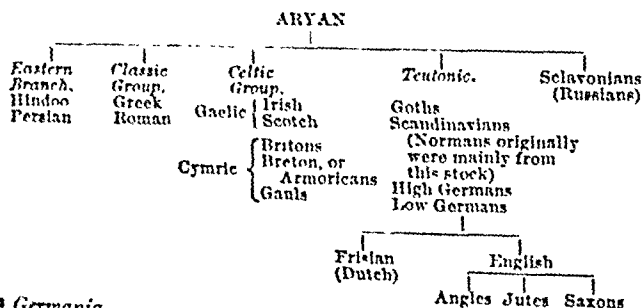 ARYAN
Eastern Branch.
Hindoo
Persian
Classic Group.
Greek
Roman
Celtic Group.
Gaelic { Irish
Scotch
Cymric { Britons
Breton, or
Armoricans
Gauls
Teutonic.
Goths
Scandinavians
(Normans originally
were mainly from
this stock)
High Germans
Low Germans
Sclavonians
(Russians)
Frisian
(Dutch)
English
Angles Jutes Saxons
Germania